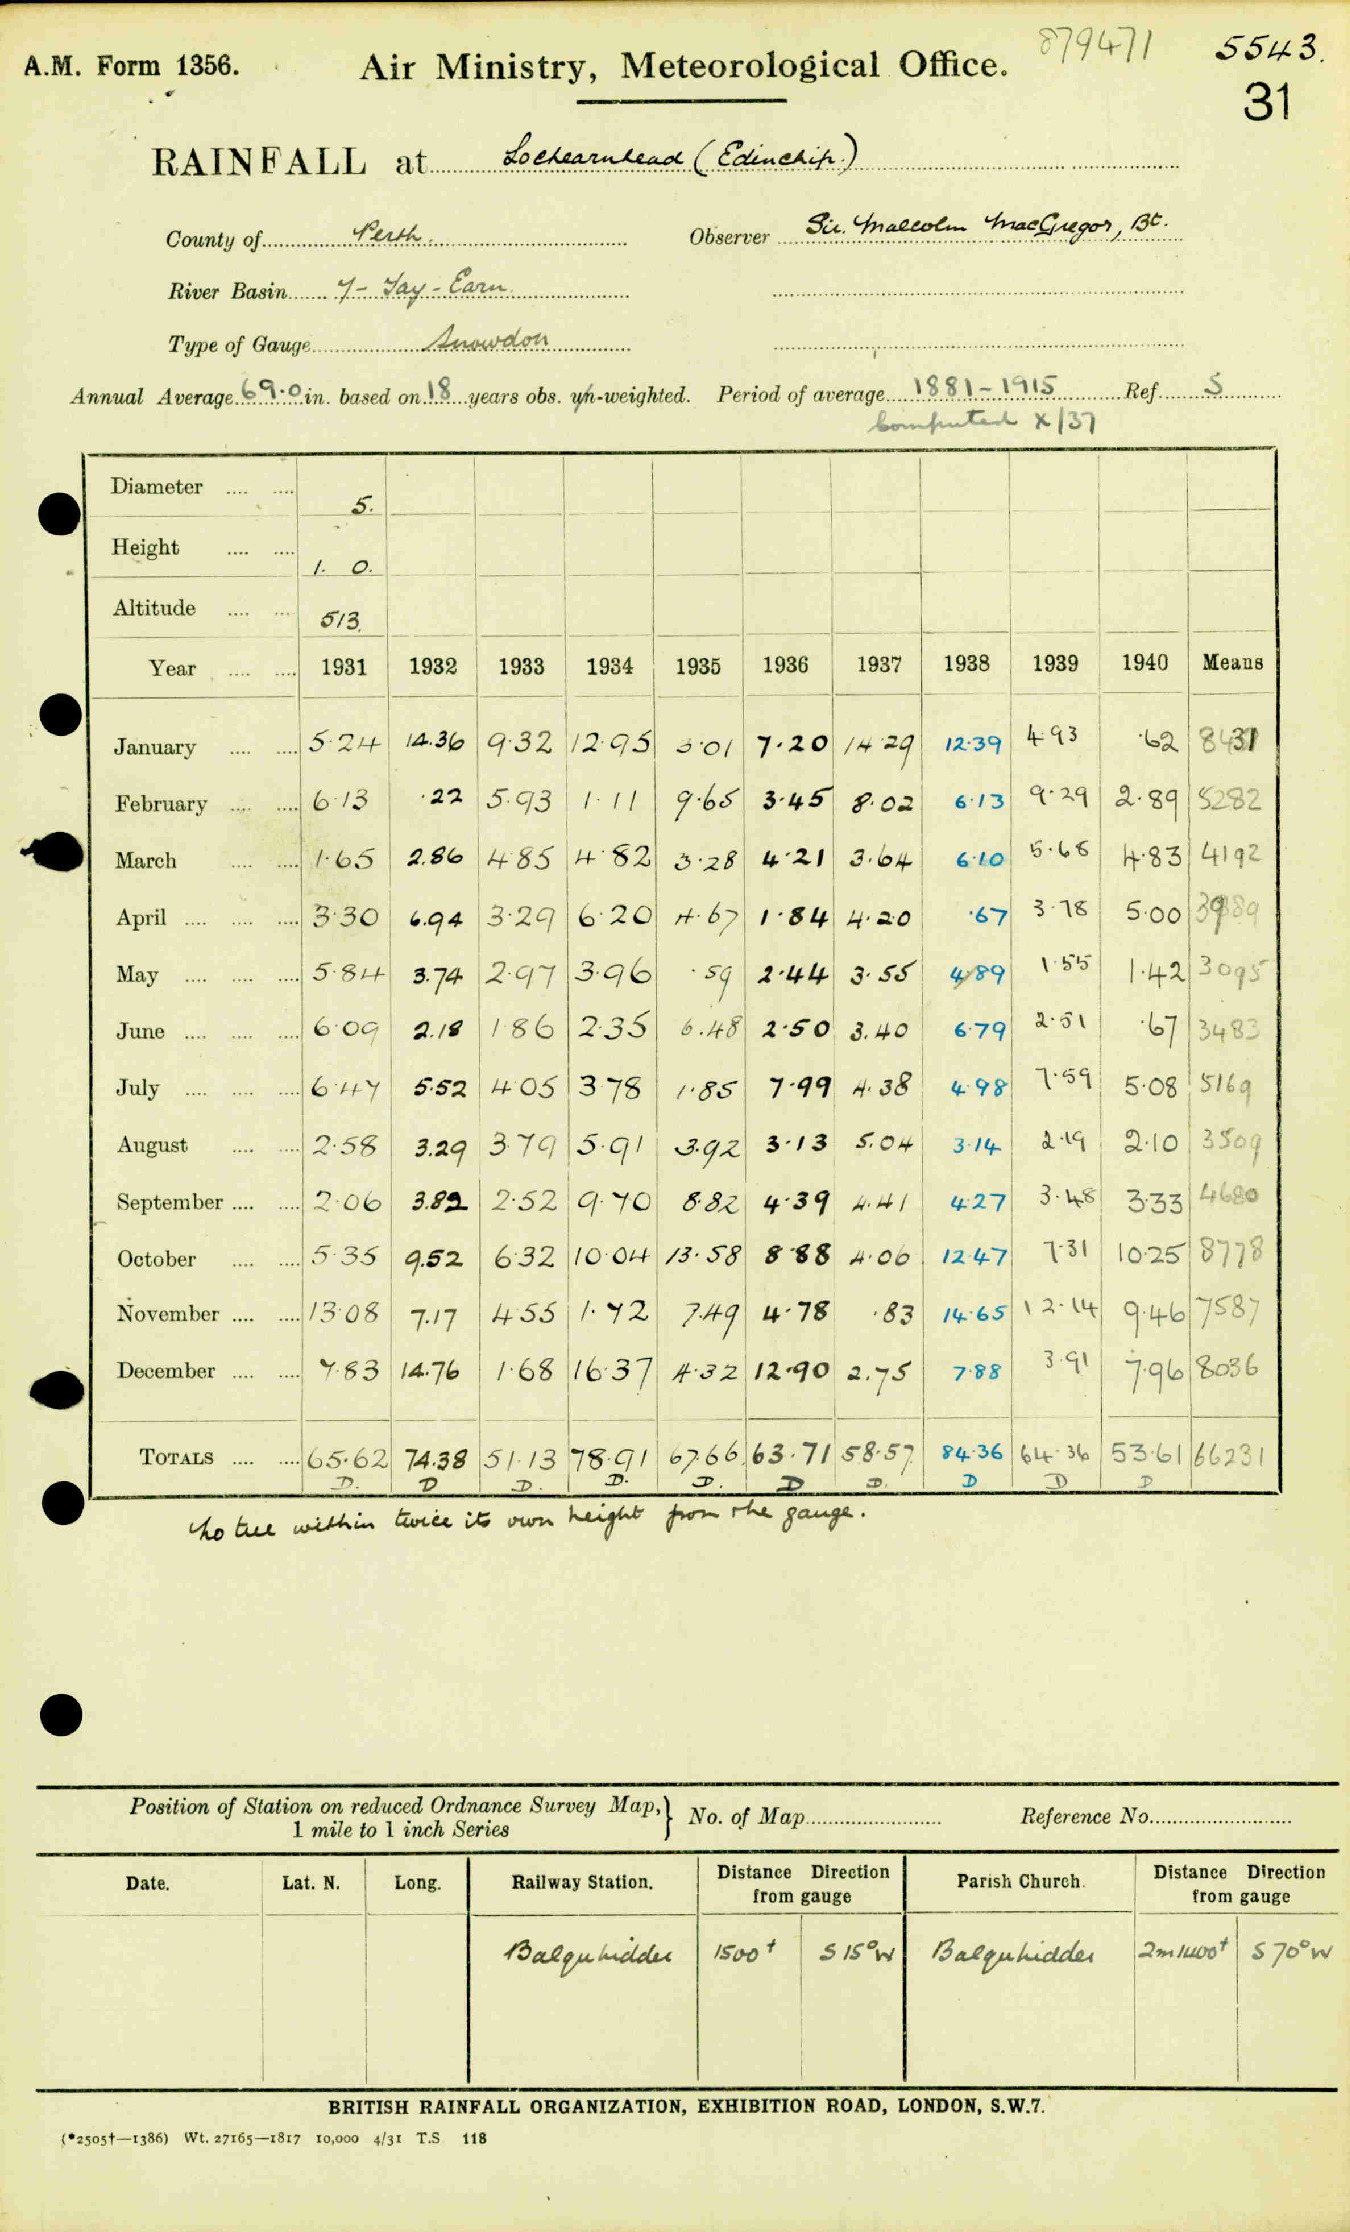 879471 5543.
A.M. Form 1356. Air Ministry, Meteorological Office.
31
RAINFALL at Lochearnhead (Edinchip.)
County of Perth. Observer Sir. Malcolm MacGregor, Bt.
River Basin 7 - Tay - Earn.
Type of Gauge Snowdon
Annual Average 69.0 in. based on 18 years obs. un-weighted. Period of average 1881-1915 Ref. S
Computed X/37
Diameter 5.
Height 1. 0.
Altitude 513.
Year 1931 1932 1933 1934 1935 1936 1937 1938 1939 1940 Means
January 5.24 14.36 9.32 12.95 3.01 7.20 14.29 12.39 4.93 .62 8431
February 6.13 .22 5.93 1.11 9.65 3.45 8.02 6.13 9.29 2.89 5282
March 1.65 2.86 4.85 4.82 3.28 4.21 3.64 6.10 5.68 4.83 4192
April 3.30 6.94 3.29 6.20 4.67 1.84 4.20 .67 3.78 5.00 3989
May 5.84 3.74 2.97 3.96 .59 2.44 3.55 4.89 1.55 1.42 3095
June 6.09 2.18 1.86 2.35 6.48 2.50 3.40 6.79 2.51 .67 3483
July 6.47 5.52 4.05 3.78 1.85 7.99 4.38 4.98 7.59 5.08 5169
August 2.58 3.29 3.79 5.91 3.92 3.13 5.04 3.14 2.19 2.10 3509
September 2.06 3.82 2.52 9.70 8.82 4.39 4.41 4.27 3.48 3.33 4680
October 5.35 9.52 6.32 10.04 13.58 8.88 4.06 12.47 7.31 10.25 8778
November 13.08 7.17 4.55 1.72 7.49 4.78 .83 14.65 12.14 9.46 7587
December 7.83 14.76 1.68 16.37 4.32 12.90 2.75 7.88 3.91 7.96 8036
TOTALS 65.62 74.38 51.13 78.91 67.66 63.71 58.57 84.36 64.36 53.61 66231
D. D D. D. D. D D. D D D
No tree within twice its own height from the gauge.
Position of Station on reduced Ordnance Survey Map, 1 mile to 1 inch Series } No. of Map Reference No.
Date. Lat. N. Long. Railway Station. Distance Direction from gauge Parish Church. Distance Direction from gauge
Balquhidder 1500† S 15° W Balquhidder 2m 1400† S 70° W
BRITISH RAINFALL ORGANIZATION, EXHIBITION ROAD, LONDON, S.W.7.
(*2505†—1386) Wt. 27165—1817 10,000 4/31 T.S 118